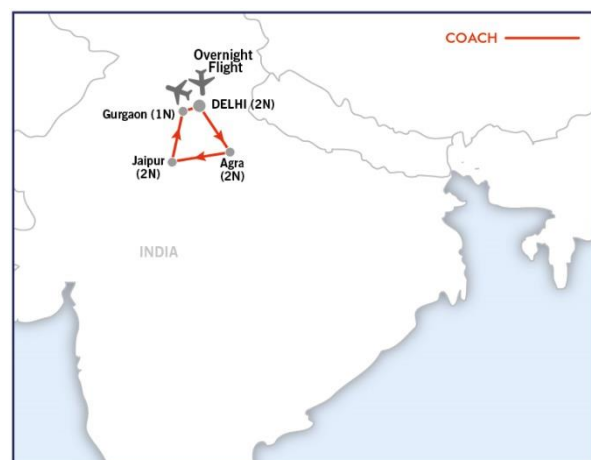 COACH
Overnight
Flight
DELHI (2N)
Gurgaon (1N)
Jaipur
(2N)
Agra
(2N)
INDIA